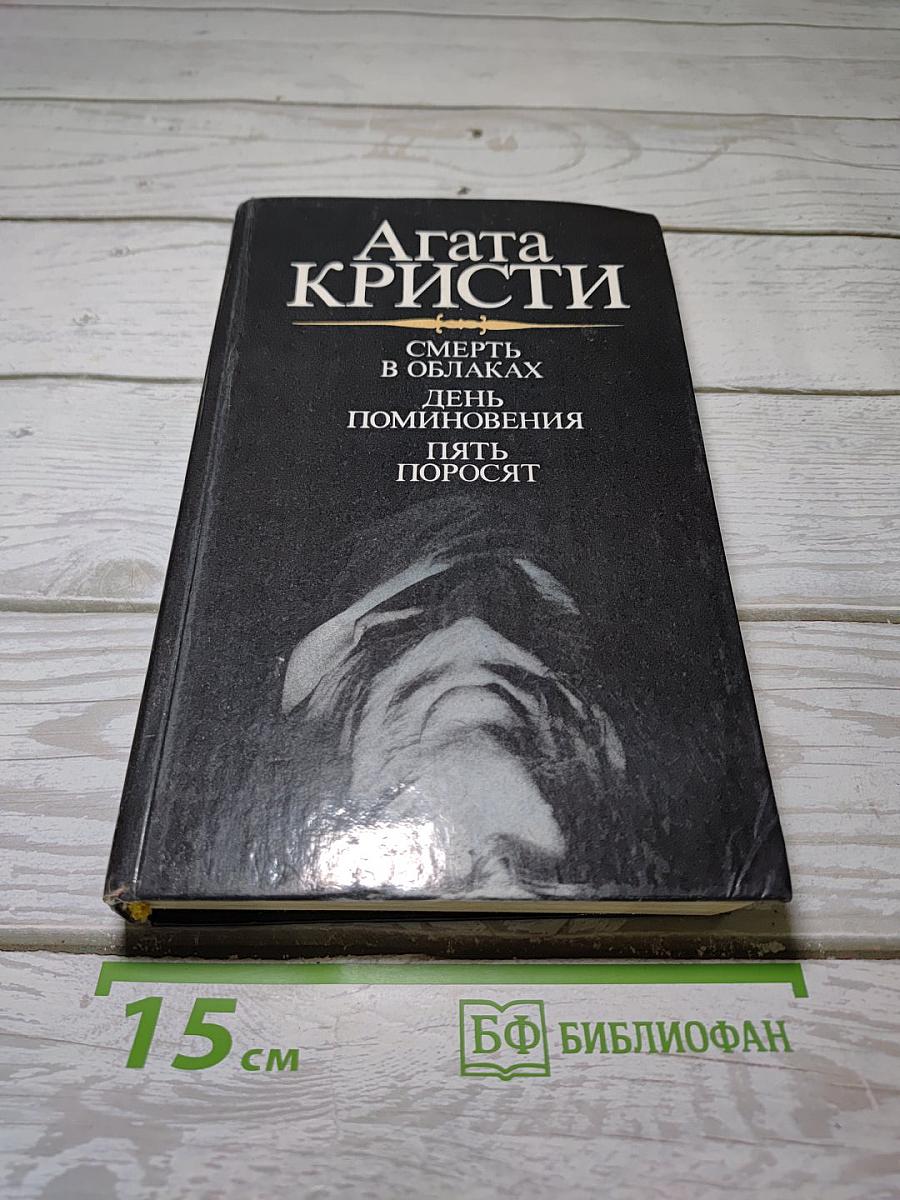 Агата
КРИСТИ
СМЕРТЬ
В ОБЛАКАХ
ДЕНЬ
ПОМИНОВЕНИЯ
ПЯТЬ
ПОРОСЯТ
15 см
БФ БИБЛИОФАН